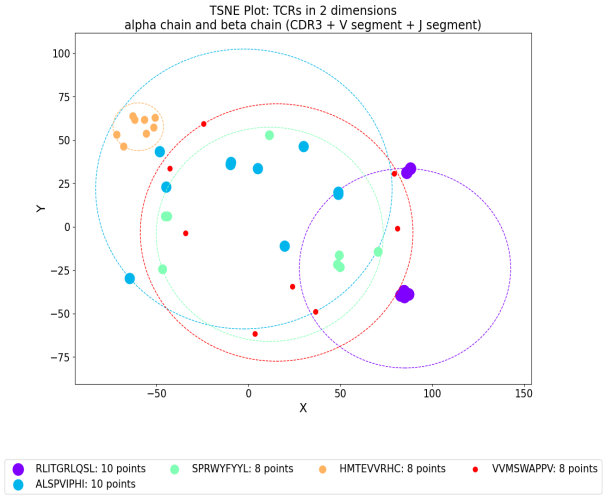 TSNE Plot: TCRs in 2 dimensions
alpha chain and beta chain (CDR3 + V segment + J segment)
100
75
50
25
0
−25
−50
−75
Y
−50
0
50
100
150
X
RLITGRLQSL: 10 points
SPRWYFYYL: 8 points
HMTEVVRHC: 8 points
VVMSWAPPV: 8 points
ALSPVIPHI: 10 points